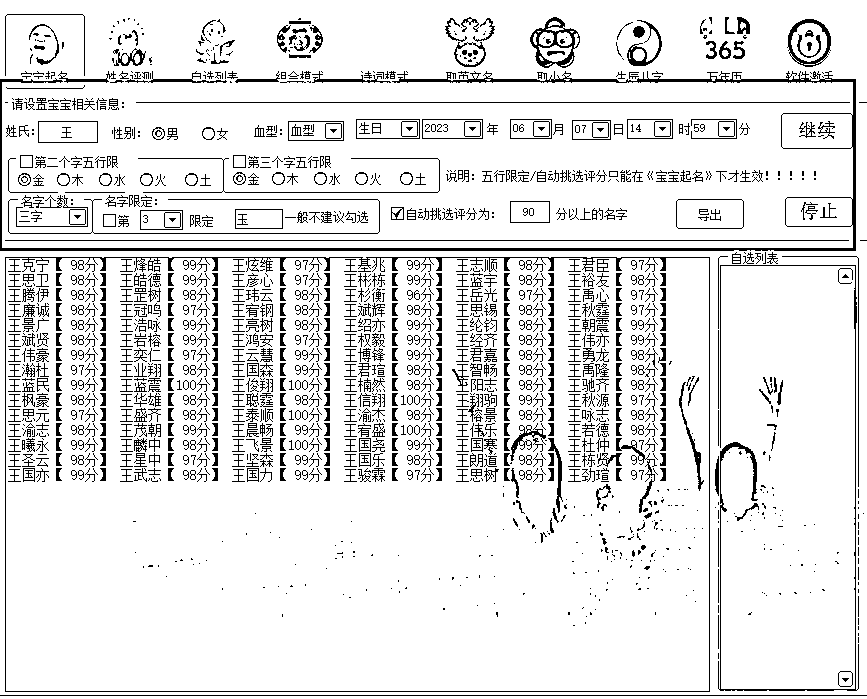 100
LD
365
宝宝起名 姓名评测 自选列表 组合模式 诗词模式 取英文名 取小名 生辰八字 万年历 软件激活
请设置宝宝相关信息：
姓氏: 王 性别: 男 女 血型: 血型 生日 2023 年 06 月 07 日 14 时 59 分 继续
第二个字五行限 第三个字五行限
金 木 水 火 土 金 木 水 火 土 说明: 五行限定/自动挑选评分只能在《宝宝起名》下才生效！！！！！
名字个数: 名字限定:
三字 第 3 限定 玉 一般不建议勾选 自动挑选评分为: 90 分以上的名字 导出 停止
自选列表
王克宁【 98分】 王烽皓【 99分】 王炫维【 97分】 王基兆【 99分】 王志顺【 98分】 王君臣【 97分】
王思卫【 98分】 王皓德【 99分】 王彦心【 97分】 王彬栋【 99分】 王蓝宇【 98分】 王裕友【 98分】
王腾伊【 98分】 王罡树【 98分】 王玮云【 98分】 王杉衡【 96分】 王岳光【 97分】 王禹心【 97分】
王廉诚【 99分】 王冠鸣【 97分】 王宥钢【 98分】 王斌辉【 98分】 王思锡【 98分】 王秋霆【 99分】
王景广【 98分】 王浩咏【 98分】 王亮树【 98分】 王绍亦【 99分】 王纶钧【 98分】 王朝震【 99分】
王斌贤【 98分】 王岩榕【 99分】 王鸿安【 97分】 王权毅【 99分】 王经齐【 98分】 王伟亦【 99分】
王伟豪【 99分】 王奕仁【 97分】 王云慧【 99分】 王博锋【 99分】 王君嘉【 98分】 王勇龙【 98分】
王瀚杜【 97分】 王业翔【 98分】 王国森【 99分】 王君瑄【 98分】 王智畅【 98分】 王禹隆【 98分】
王蓝民【 98分】 王蓝震【100分】 王俊翔【100分】 王楠然【 98分】 王阳志【 98分】 王驰齐【 98分】
王枫豪【 98分】 王华雄【 98分】 王聪霆【 99分】 王信翔【100分】 王翔驹【 99分】 王秋源【 97分】
王思元【 97分】 王盛齐【 98分】 王泰顺【100分】 王渝杰【 98分】 王榕景【 98分】 王咏志【 98分】
王渝志【 98分】 王茂朝【 99分】 王晨畅【 99分】 王宥盛【100分】 王伟乐【 98分】 王若德【 98分】
王曦永【 99分】 王麟中【 98分】 王飞景【100分】 王国尧【 99分】 王国寒【 99分】 王杜仲【 97分】
王圣云【 98分】 王星中【 97分】 王坚森【 99分】 王国乐【 98分】 王朗道【 98分】 王栋贤【 99分】
王国亦【 97分】 王武志【 98分】 王国力【 99分】 王骏霖【 97分】 王思树【 98分】 王劲瑄【 97分】